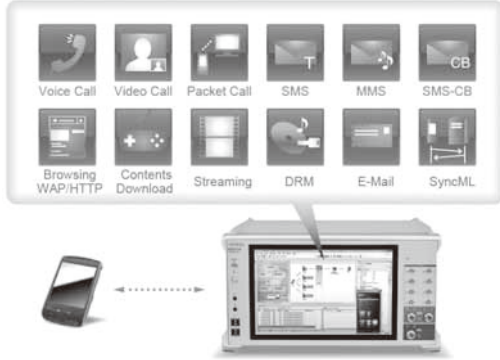 Voice Call
Video Call
Packet Call
T
SMS
MMS
CB
SMS-CB
Browsing
WAP/HTTP
Contents
Download
Streaming
DRM
E-Mail
SyncML